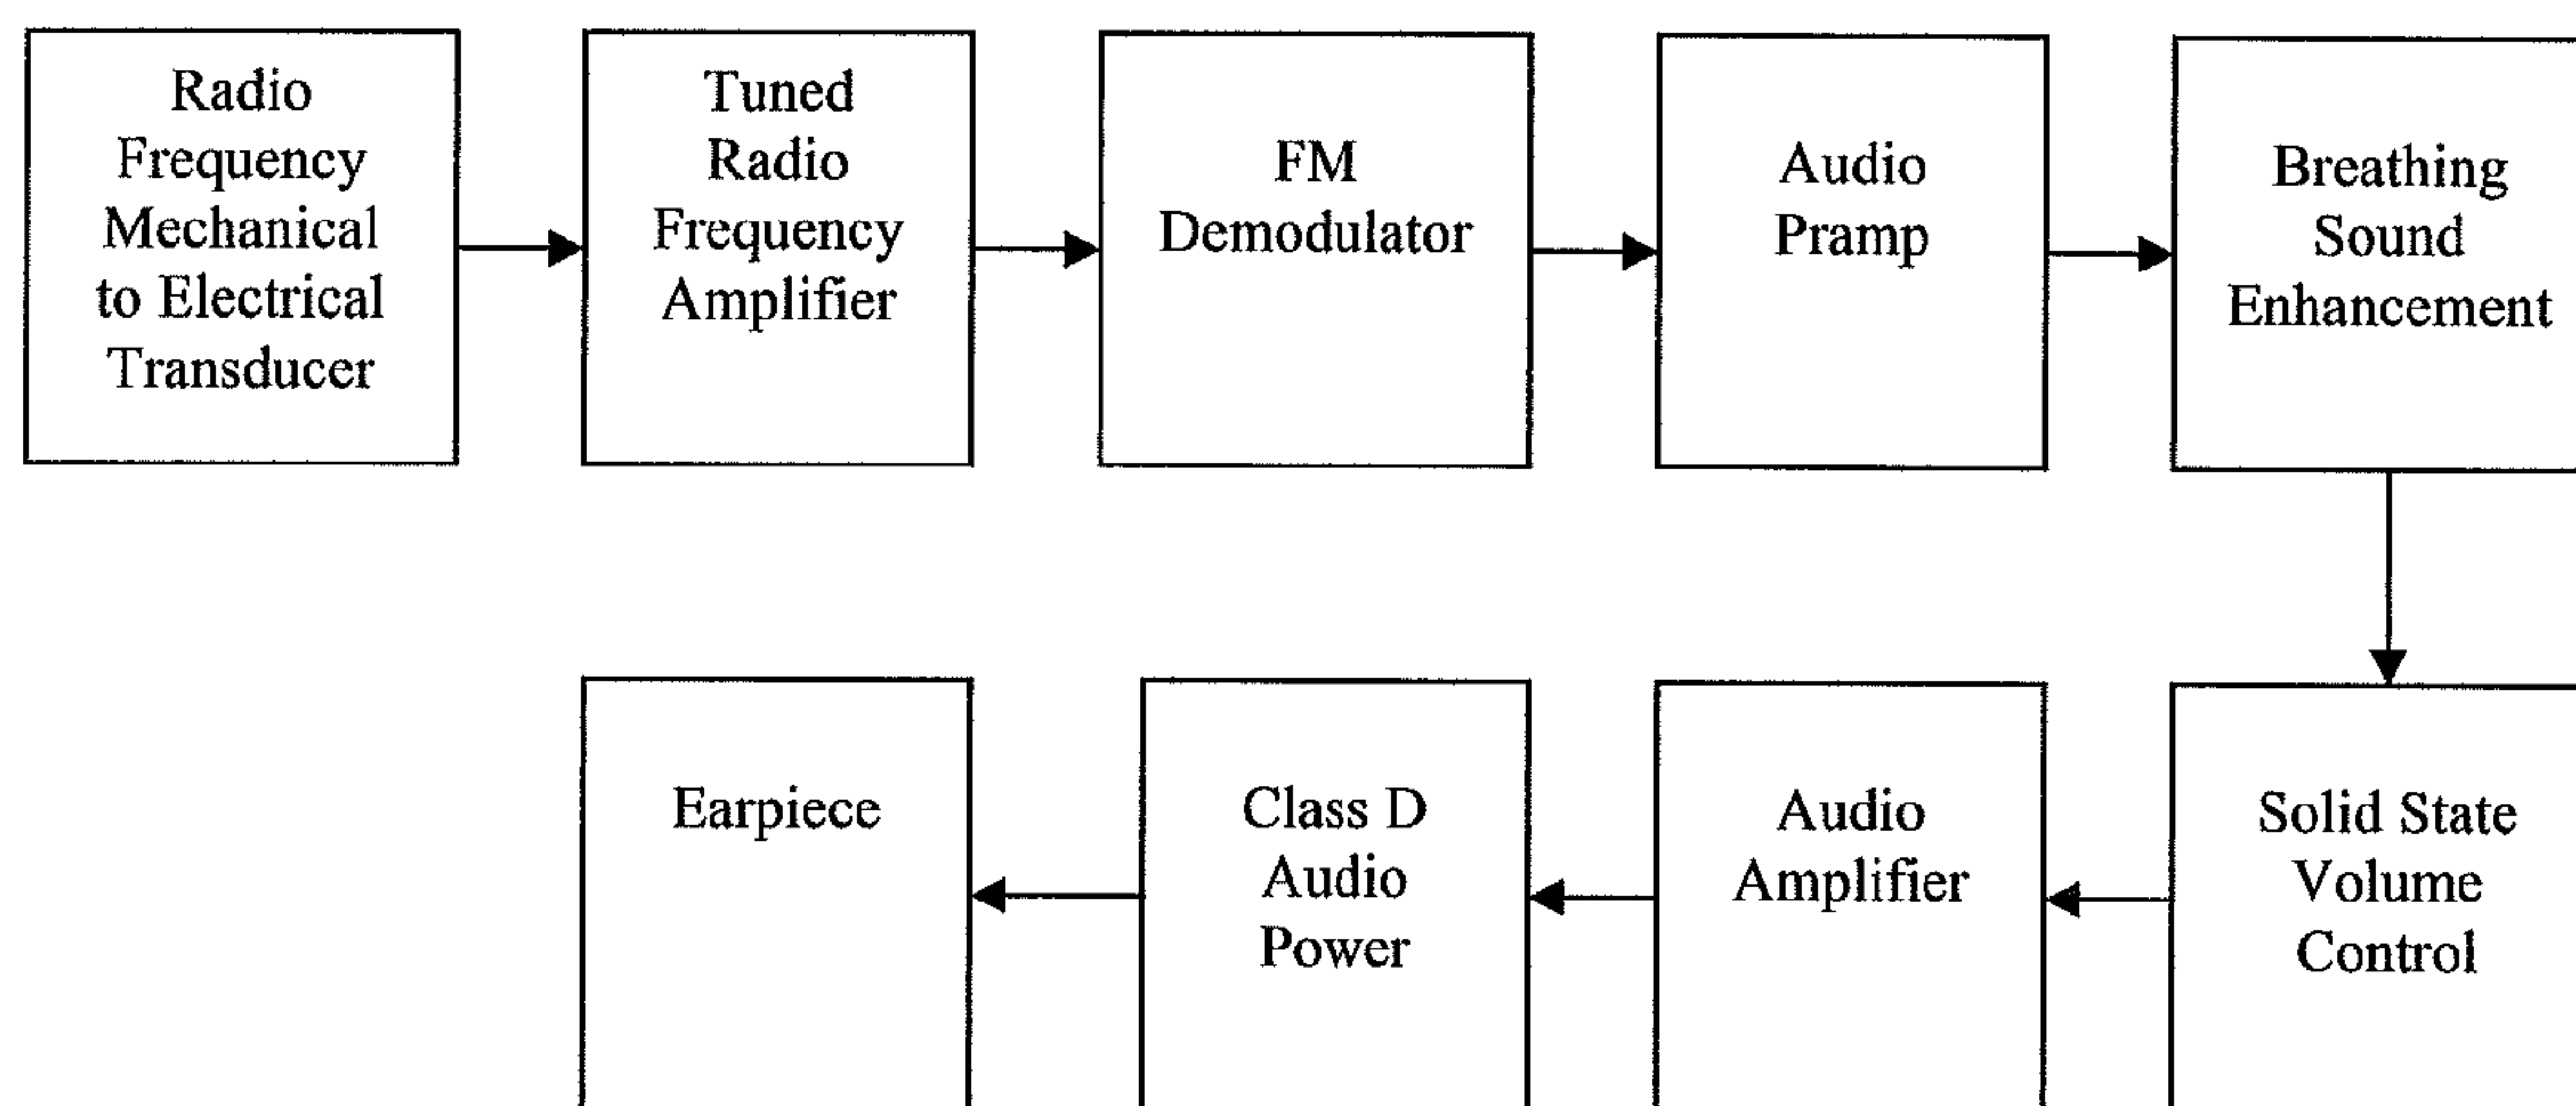 Radio
Frequency
Mechanical
to Electrical
Transducer
Tuned
Radio
Frequency
Amplifier
FM
Demodulator
Audio
Pramp
Breathing
Sound
Enhancement
Earpiece
Class D
Audio
Power
Audio
Amplifier
Solid State
Volume
Control